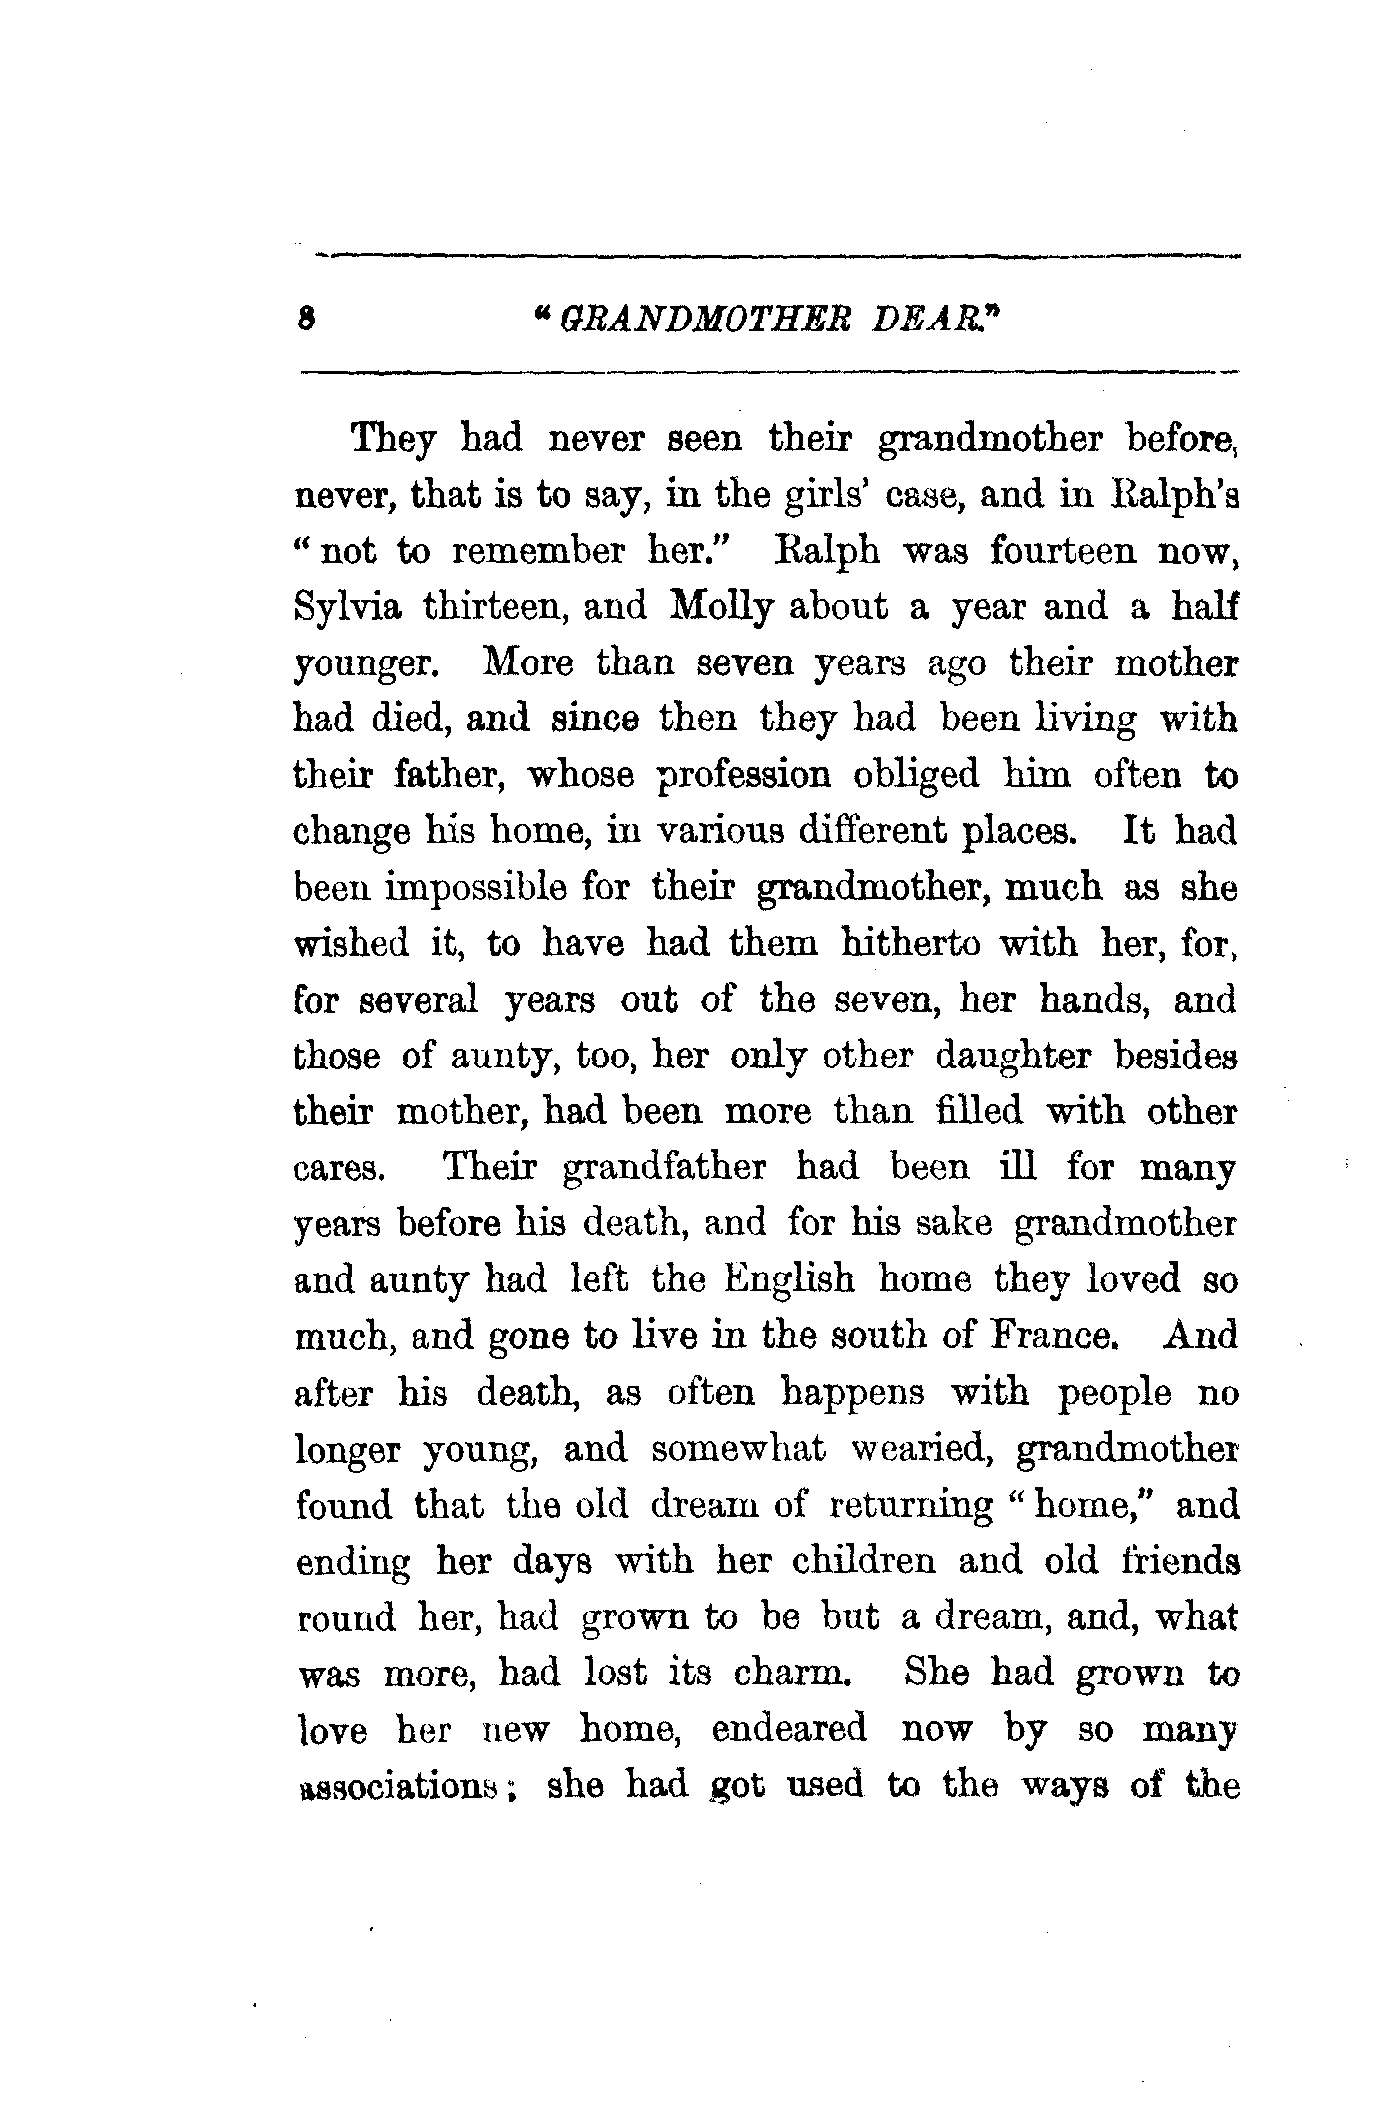 8 "GRANDMOTHER DEAR."
They had never seen their grandmother before,
never, that is to say, in the girls' case, and in Ralph's
"not to remember her." Ralph was fourteen now,
Sylvia thirteen, and Molly about a year and a half
younger. More than seven years ago their mother
had died, and since then they had been living with
their father, whose profession obliged him often to
change his home, in various different places. It had
been impossible for their grandmother, much as she
wished it, to have had them hitherto with her, for,
for several years out of the seven, her hands, and
those of aunty, too, her only other daughter besides
their mother, had been more than filled with other
cares. Their grandfather had been ill for many
years before his death, and for his sake grandmother
and aunty had left the English home they loved so
much, and gone to live in the south of France. And
after his death, as often happens with people no
longer young, and somewhat wearied, grandmother
found that the old dream of returning "home," and
ending her days with her children and old friends
round her, had grown to be but a dream, and, what
was more, had lost its charm. She had grown to
love her new home, endeared now by so many
associations; she had got used to the ways of the